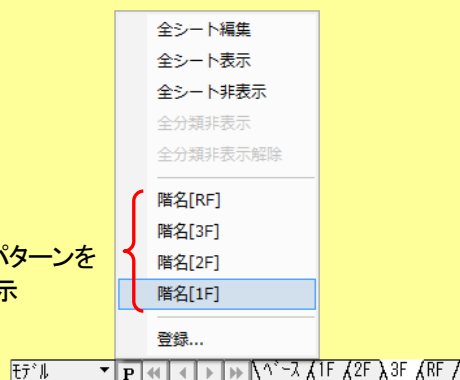 全シート編集
全シート表示
全シート非表示
全分類非表示
全分類非表示解除
階名[RF]
階名[3F]
パターンを
階名[2F]
示
階名[1F]
登録...
ﾓﾃﾞﾙ P ﾍﾞｰｽ 1F 2F 3F RF